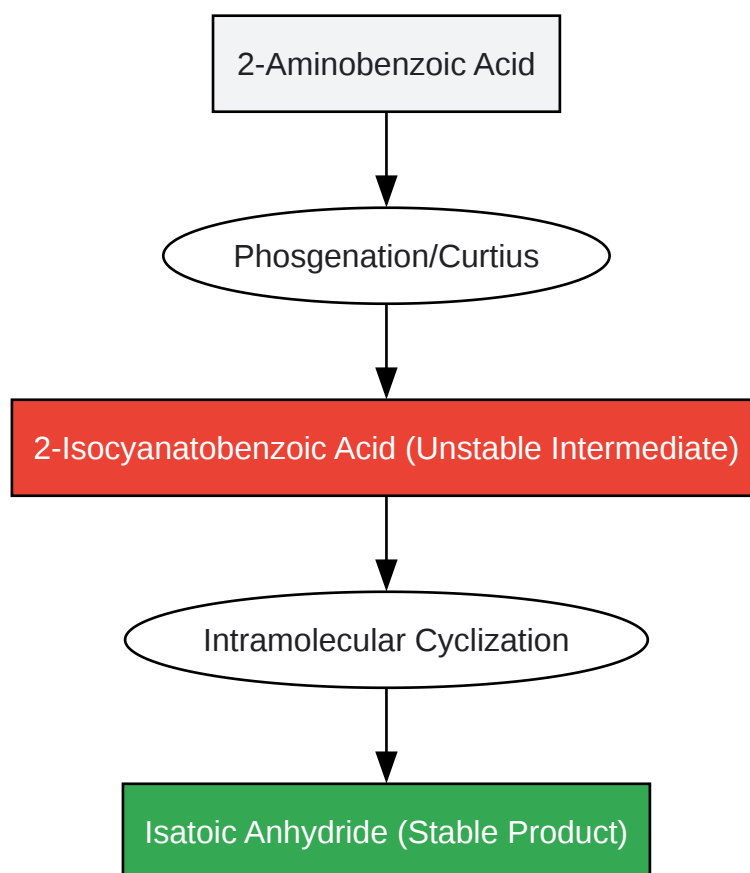 2-Aminobenzoic Acid
Phosgenation/Curtius
2-Isocyanatobenzoic Acid (Unstable Intermediate)
Intramolecular Cyclization
Isatoic Anhydride (Stable Product)